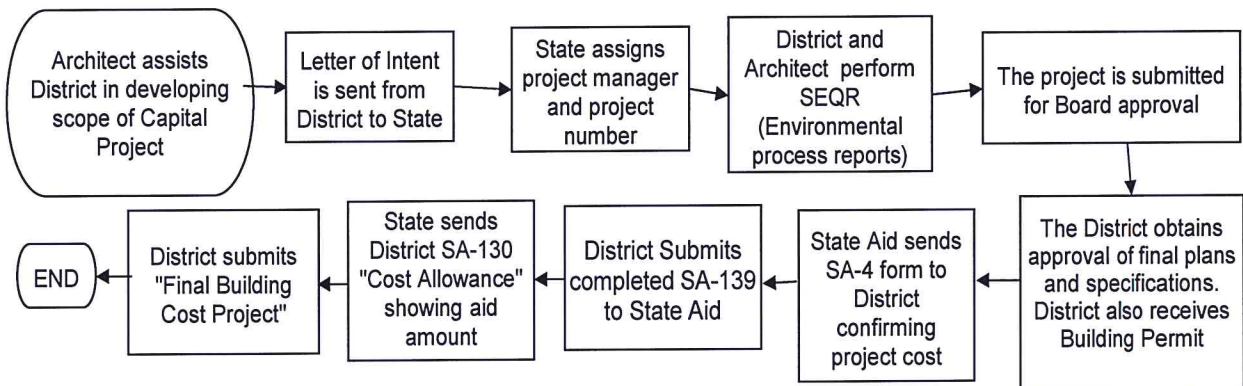 Architect assists
District in developing
scope of Capital
Project
Letter of Intent
is sent from
District to State
State assigns
project manager
and project
number
District and
Architect perform
SEQR
(Environmental
process reports)
The project is submitted
for Board approval
The District obtains
approval of final plans
and specifications.
District also receives
Building Permit
State Aid sends
SA-4 form to
District
confirming
project cost
District Submits
completed SA-139
to State Aid
State sends
District SA-130
"Cost Allowance"
showing aid
amount
District submits
"Final Building
Cost Project"
END